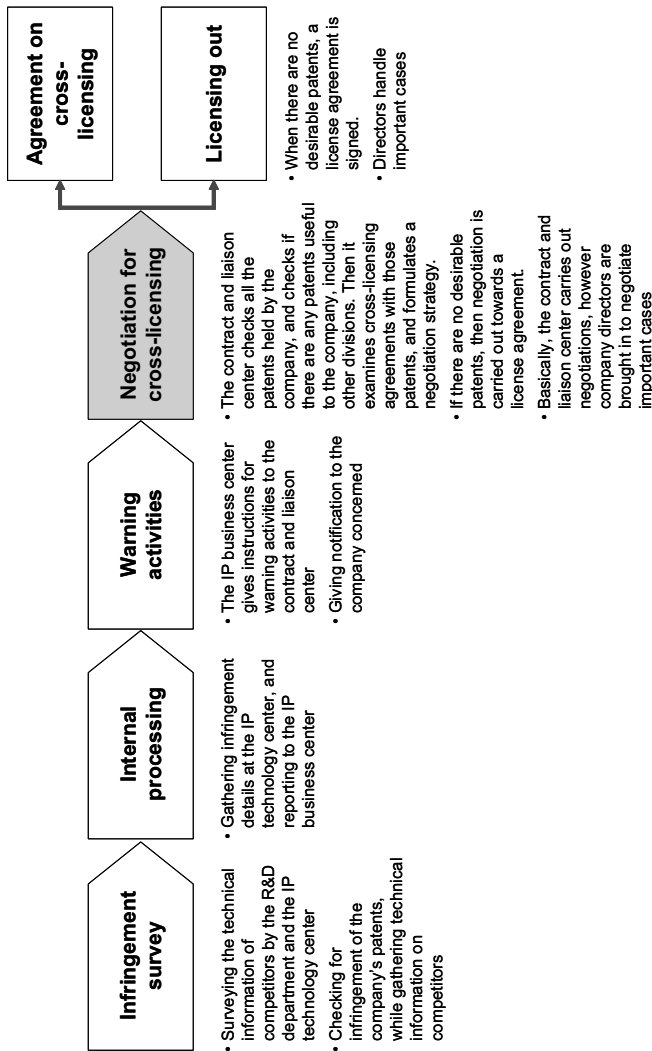 Infringement
survey
• Surveying the technical
information of
competitors by the R&D
department and the IP
technology center
• Checking for
infringement of the
company's patents,
while gathering technical
information on
competitors
Internal
processing
• Gathering infringement
details at the IP
technology center, and
reporting to the IP
business center
Warning
activities
• The IP business center
gives instructions for
warning activities to the
contract and liaison
center
• Giving notification to the
company concerned
Negotiation for
cross-licensing
• The contract and liaison
center checks all the
patents held by the
company, and checks if
there are any patents useful
to the company, including
other divisions. Then it
examines cross-licensing
agreements with those
patents, and formulates a
negotiation strategy.
• If there are no desirable
patents, then negotiation is
carried out towards a
license agreement.
• Basically, the contract and
liaison center carries out
negotiations, however
company directors are
brought in to negotiate
important cases
Agreement on
cross-
licensing
Licensing out
• When there are no
desirable patents, a
license agreement is
signed.
• Directors handle
important cases